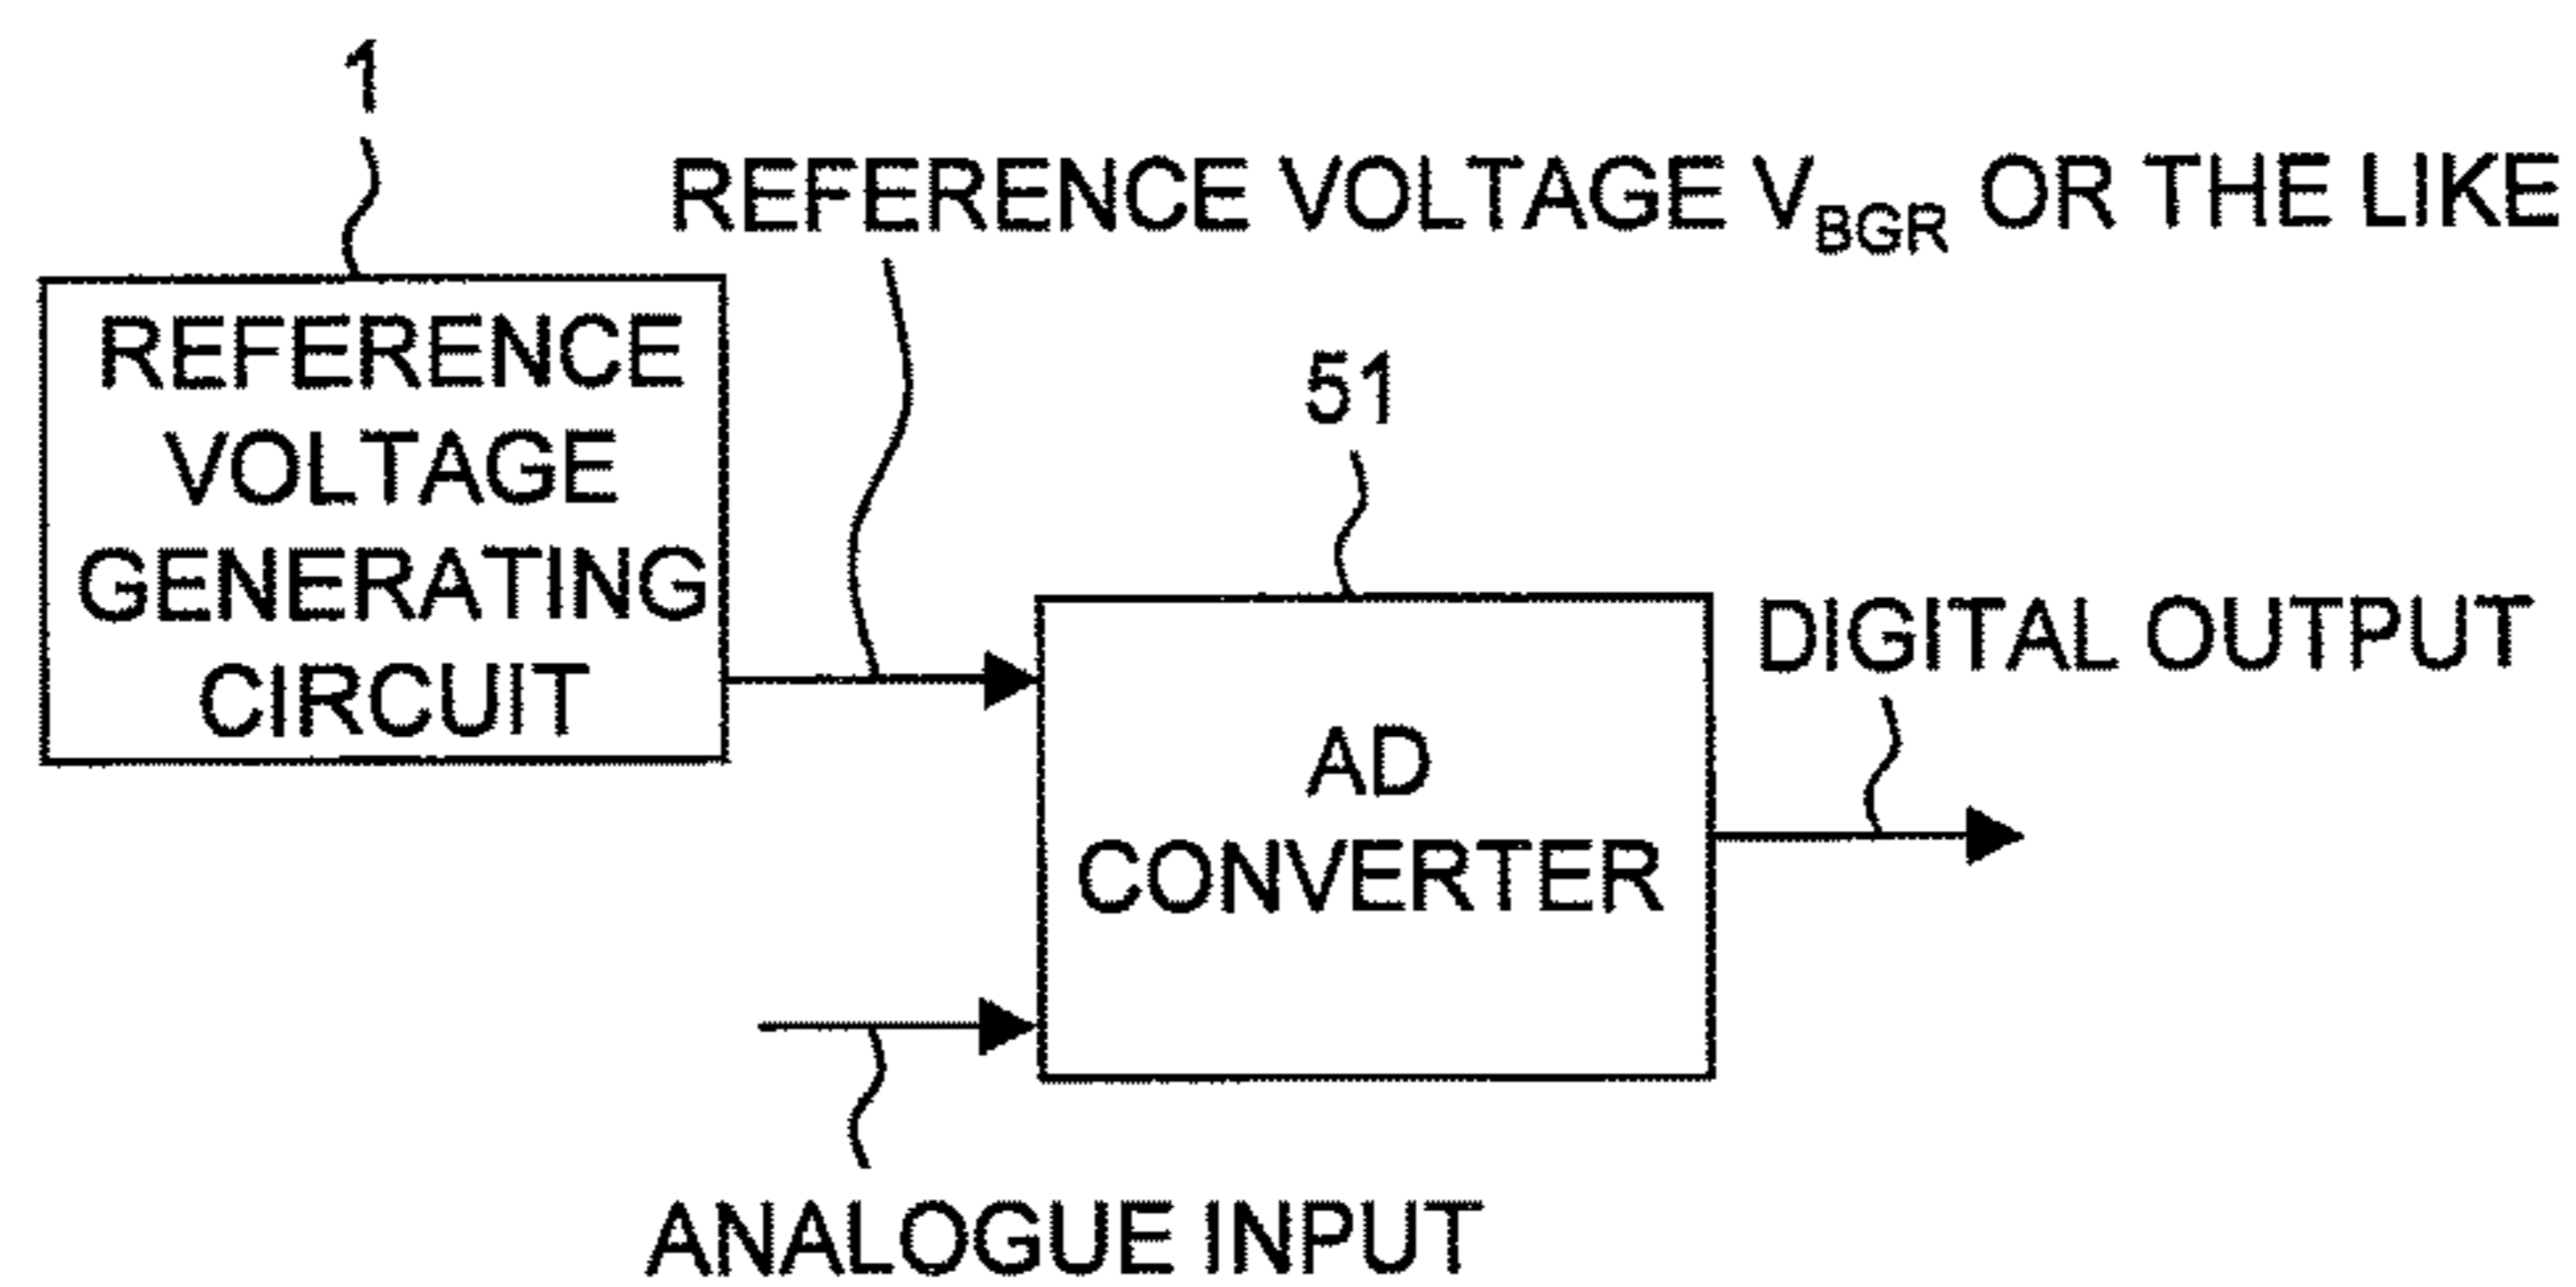 1
REFERENCE VOLTAGE VBGR OR THE LIKE
REFERENCE
VOLTAGE
GENERATING
CIRCUIT
51
DIGITAL OUTPUT
AD
CONVERTER
ANALOGUE INPUT